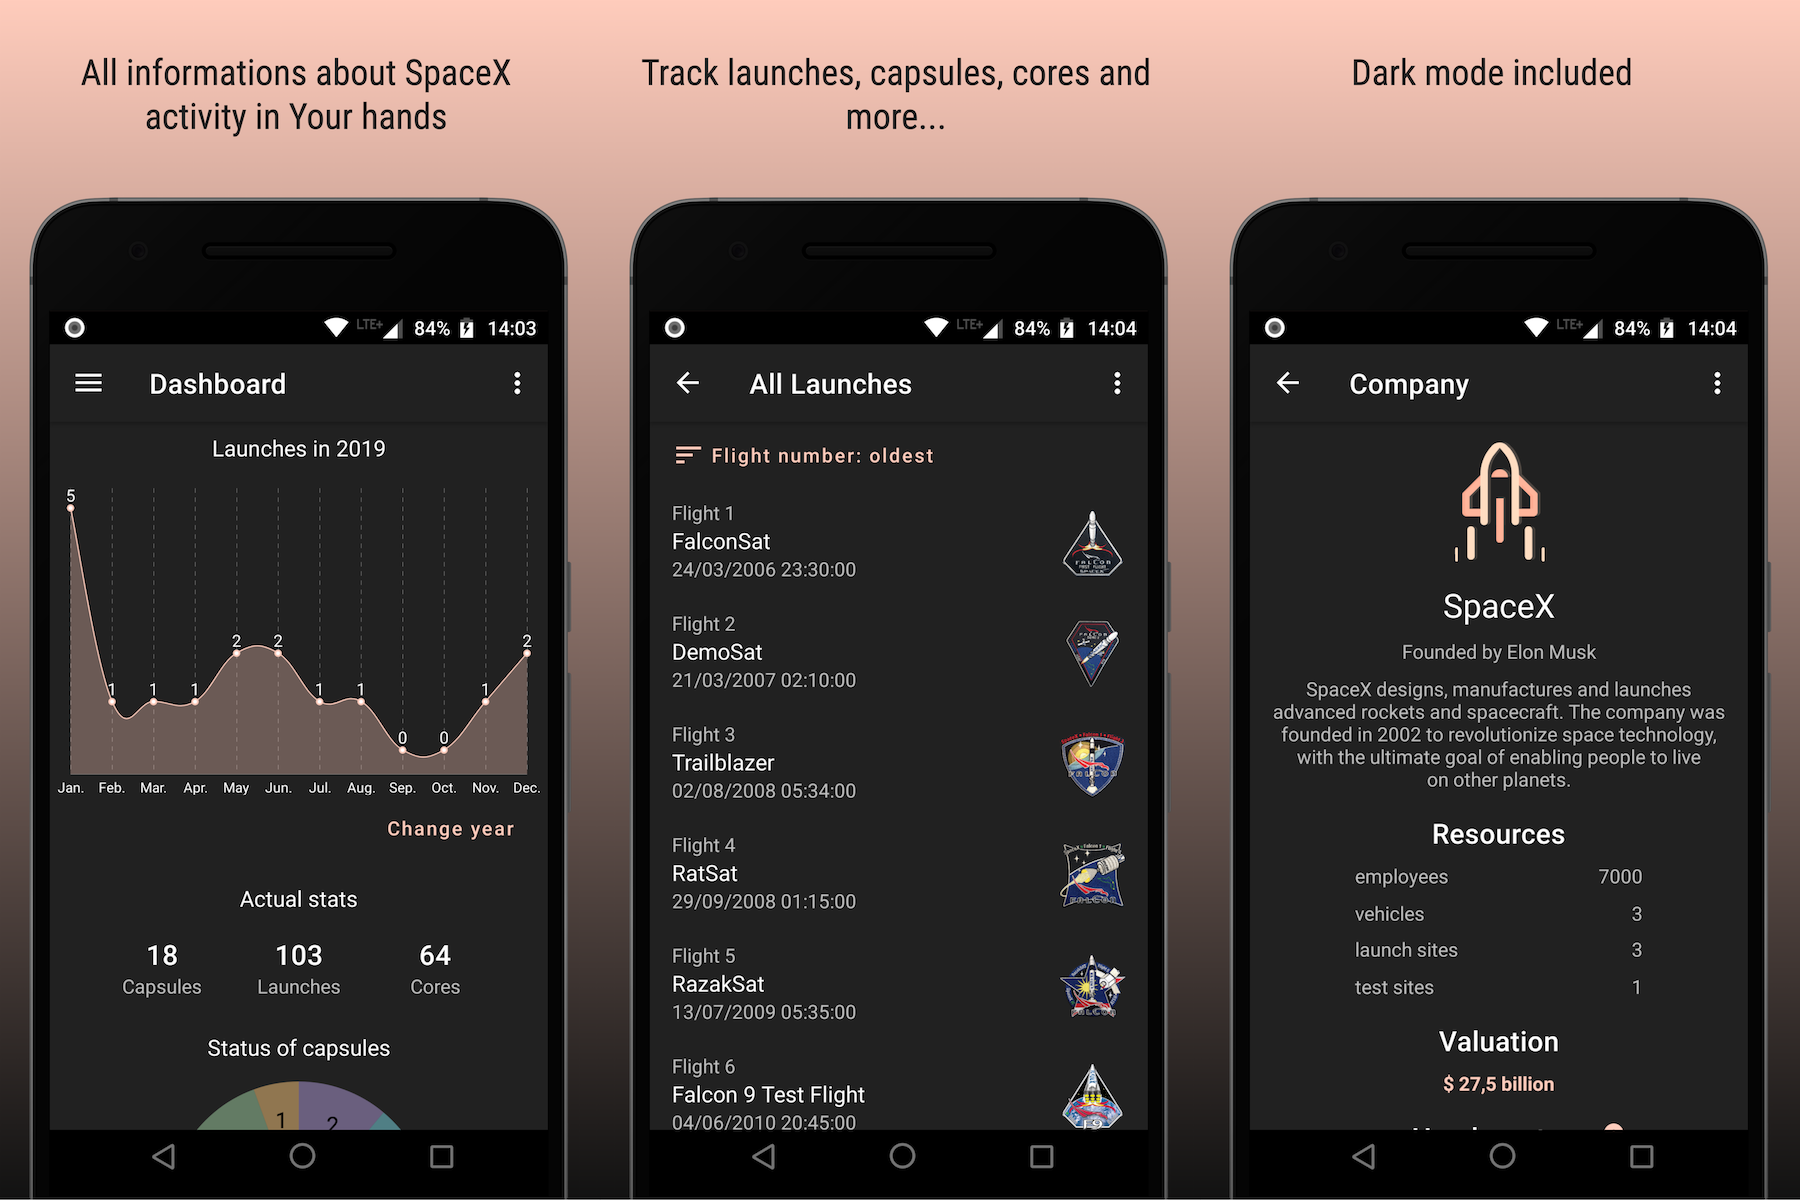 All informations about SpaceX
activity in Your hands
Track launches, capsules, cores and
more...
Dark mode included
LTE+ 84% 14:03
Dashboard
Launches in 2019
5
1
1
1
2
2
1
1
0
0
1
2
Jan. Feb. Mar. Apr. May Jun. Jul. Aug. Sep. Oct. Nov. Dec.
Change year
Actual stats
18 103 64
Capsules Launches Cores
Status of capsules
1 2
LTE+ 84% 14:04
All Launches
Flight number: oldest
Flight 1
FalconSat
24/03/2006 23:30:00
Flight 2
DemoSat
21/03/2007 02:10:00
Flight 3
Trailblazer
02/08/2008 05:34:00
Flight 4
RatSat
29/09/2008 01:15:00
Flight 5
RazakSat
13/07/2009 05:35:00
Flight 6
Falcon 9 Test Flight
04/06/2010 20:45:00
LTE+ 84% 14:04
Company
SpaceX
Founded by Elon Musk
SpaceX designs, manufactures and launches
advanced rockets and spacecraft. The company was
founded in 2002 to revolutionize space technology,
with the ultimate goal of enabling people to live
on other planets.
Resources
employees 7000
vehicles 3
launch sites 3
test sites 1
Valuation
$ 27,5 billion